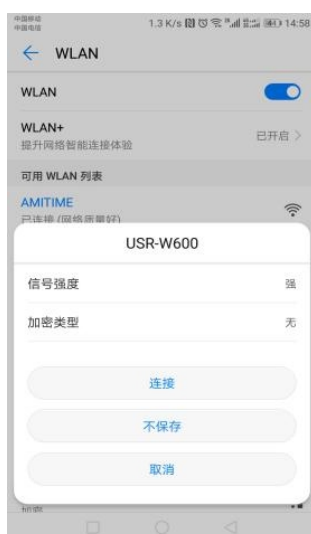 中国移动
中国电信
1.3 K/s 14:58
WLAN
WLAN
WLAN+
提升网络智能连接体验
已开启
可用 WLAN 列表
AMITIME
已连接 (网络质量好)
USR-W600
信号强度 强
加密类型 无
连接
不保存
取消